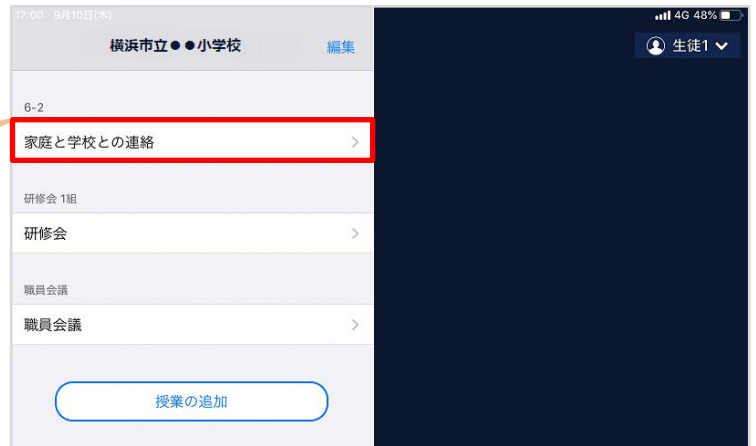 17:00 9月10日(木)
4G 48%
横浜市立●●小学校
編集
生徒1
6-2
家庭と学校との連絡
研修会 1組
研修会
職員会議
職員会議
授業の追加